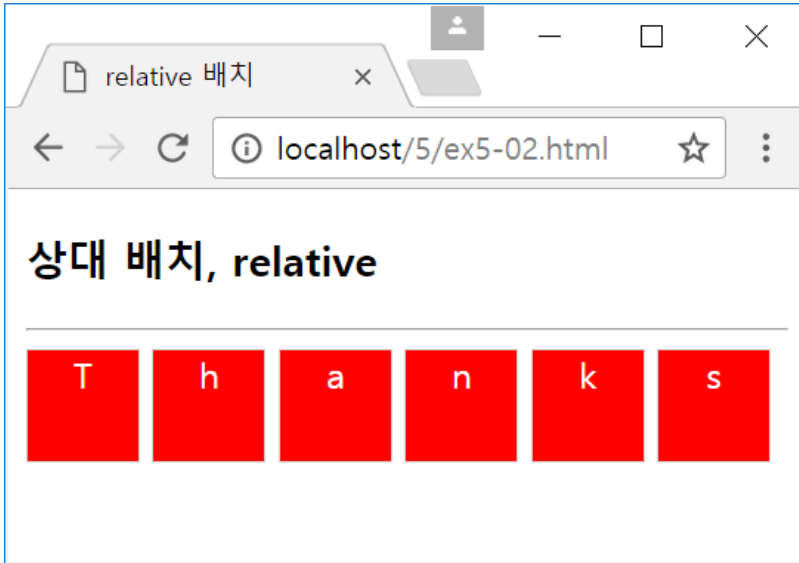 relative 배치
localhost/5/ex5-02.html
상대 배치, relative
T h a n k s